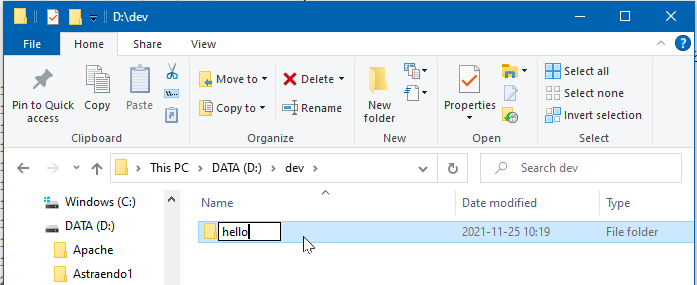 D:\dev
File Home Share View
Pin to Quick access
Copy
Paste
Move to
Copy to
Delete
Rename
New folder
Properties
Select all
Select none
Invert selection
Clipboard Organize New Open Select
This PC > DATA (D:) > dev >
Search dev
Windows (C:)
DATA (D:)
Apache
Astraendo1
Name Date modified Type
hello 2021-11-25 10:19 File folder